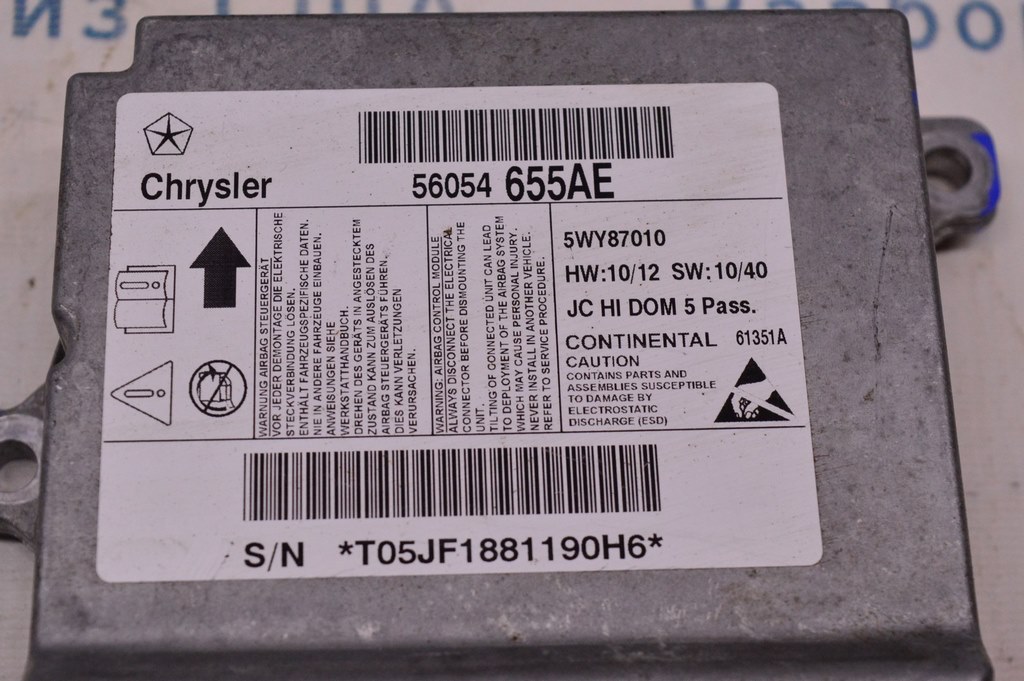 Chrysler
56054 655AE
WARNUNG AIRBAG STEUERGERÄT
VOR JEDER DEMONTAGE DIE ELEKTRISCHE
STECKVERBINDUNG LÖSEN.
ENTHÄLT FAHRZEUGSPEZIFISCHE DATEN.
NIE IN ANDERE FAHRZEUGE EINBAUEN.
ANWEISUNGEN SIEHE
WERKSTATTHANDBUCH.
DREHEN DES GERÄTS IN ANGESTECKTEM
ZUSTAND KANN ZUM AUSLÖSEN DES
AIRBAG STEUERGERÄTS FÜHREN.
DIES KANN VERLETZUNGEN
VERURSACHEN.
WARNING: AIRBAG CONTROL MODULE
ALWAYS DISCONNECT THE ELECTRICAL
CONNECTOR BEFORE DISMOUNTING THE
UNIT.
TILTING OF CONNECTED UNIT CAN LEAD
TO DEPLOYMENT OF THE AIRBAG SYSTEM
WHICH MAY CAUSE PERSONAL INJURY.
NEVER INSTALL IN ANOTHER VEHICLE.
REFER TO SERVICE PROCEDURE.
5WY87010
HW:10/12 SW:10/40
JC HI DOM 5 Pass.
CONTINENTAL 61351A
CAUTION
CONTAINS PARTS AND
ASSEMBLIES SUSCEPTIBLE
TO DAMAGE BY
ELECTROSTATIC
DISCHARGE (ESD)
S/N *T05JF1881190H6*